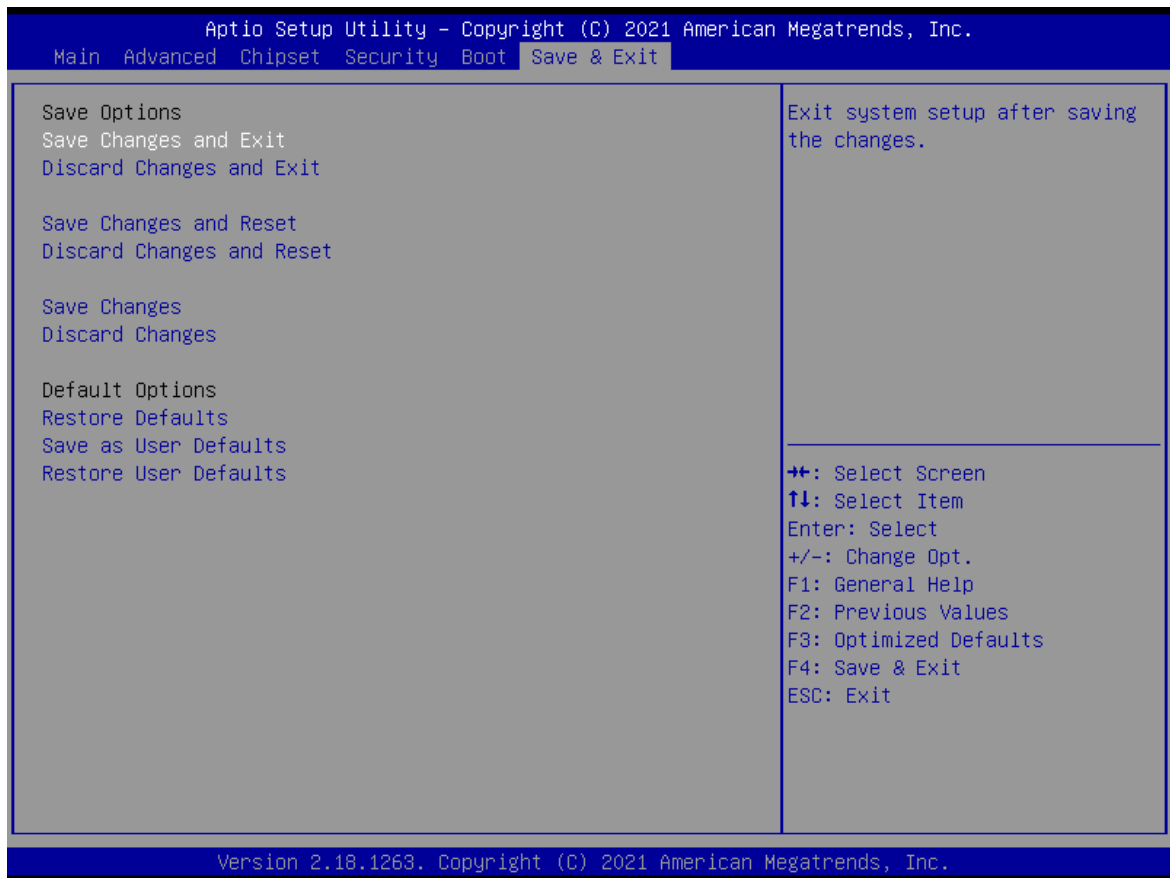 Aptio Setup Utility – Copyright (C) 2021 American Megatrends, Inc.
Main Advanced Chipset Security Boot Save & Exit
Save Options
Save Changes and Exit
Discard Changes and Exit
Save Changes and Reset
Discard Changes and Reset
Save Changes
Discard Changes
Default Options
Restore Defaults
Save as User Defaults
Restore User Defaults
Exit system setup after saving
the changes.
→←: Select Screen
↑↓: Select Item
Enter: Select
+/-: Change Opt.
F1: General Help
F2: Previous Values
F3: Optimized Defaults
F4: Save & Exit
ESC: Exit
Version 2.18.1263. Copyright (C) 2021 American Megatrends, Inc.